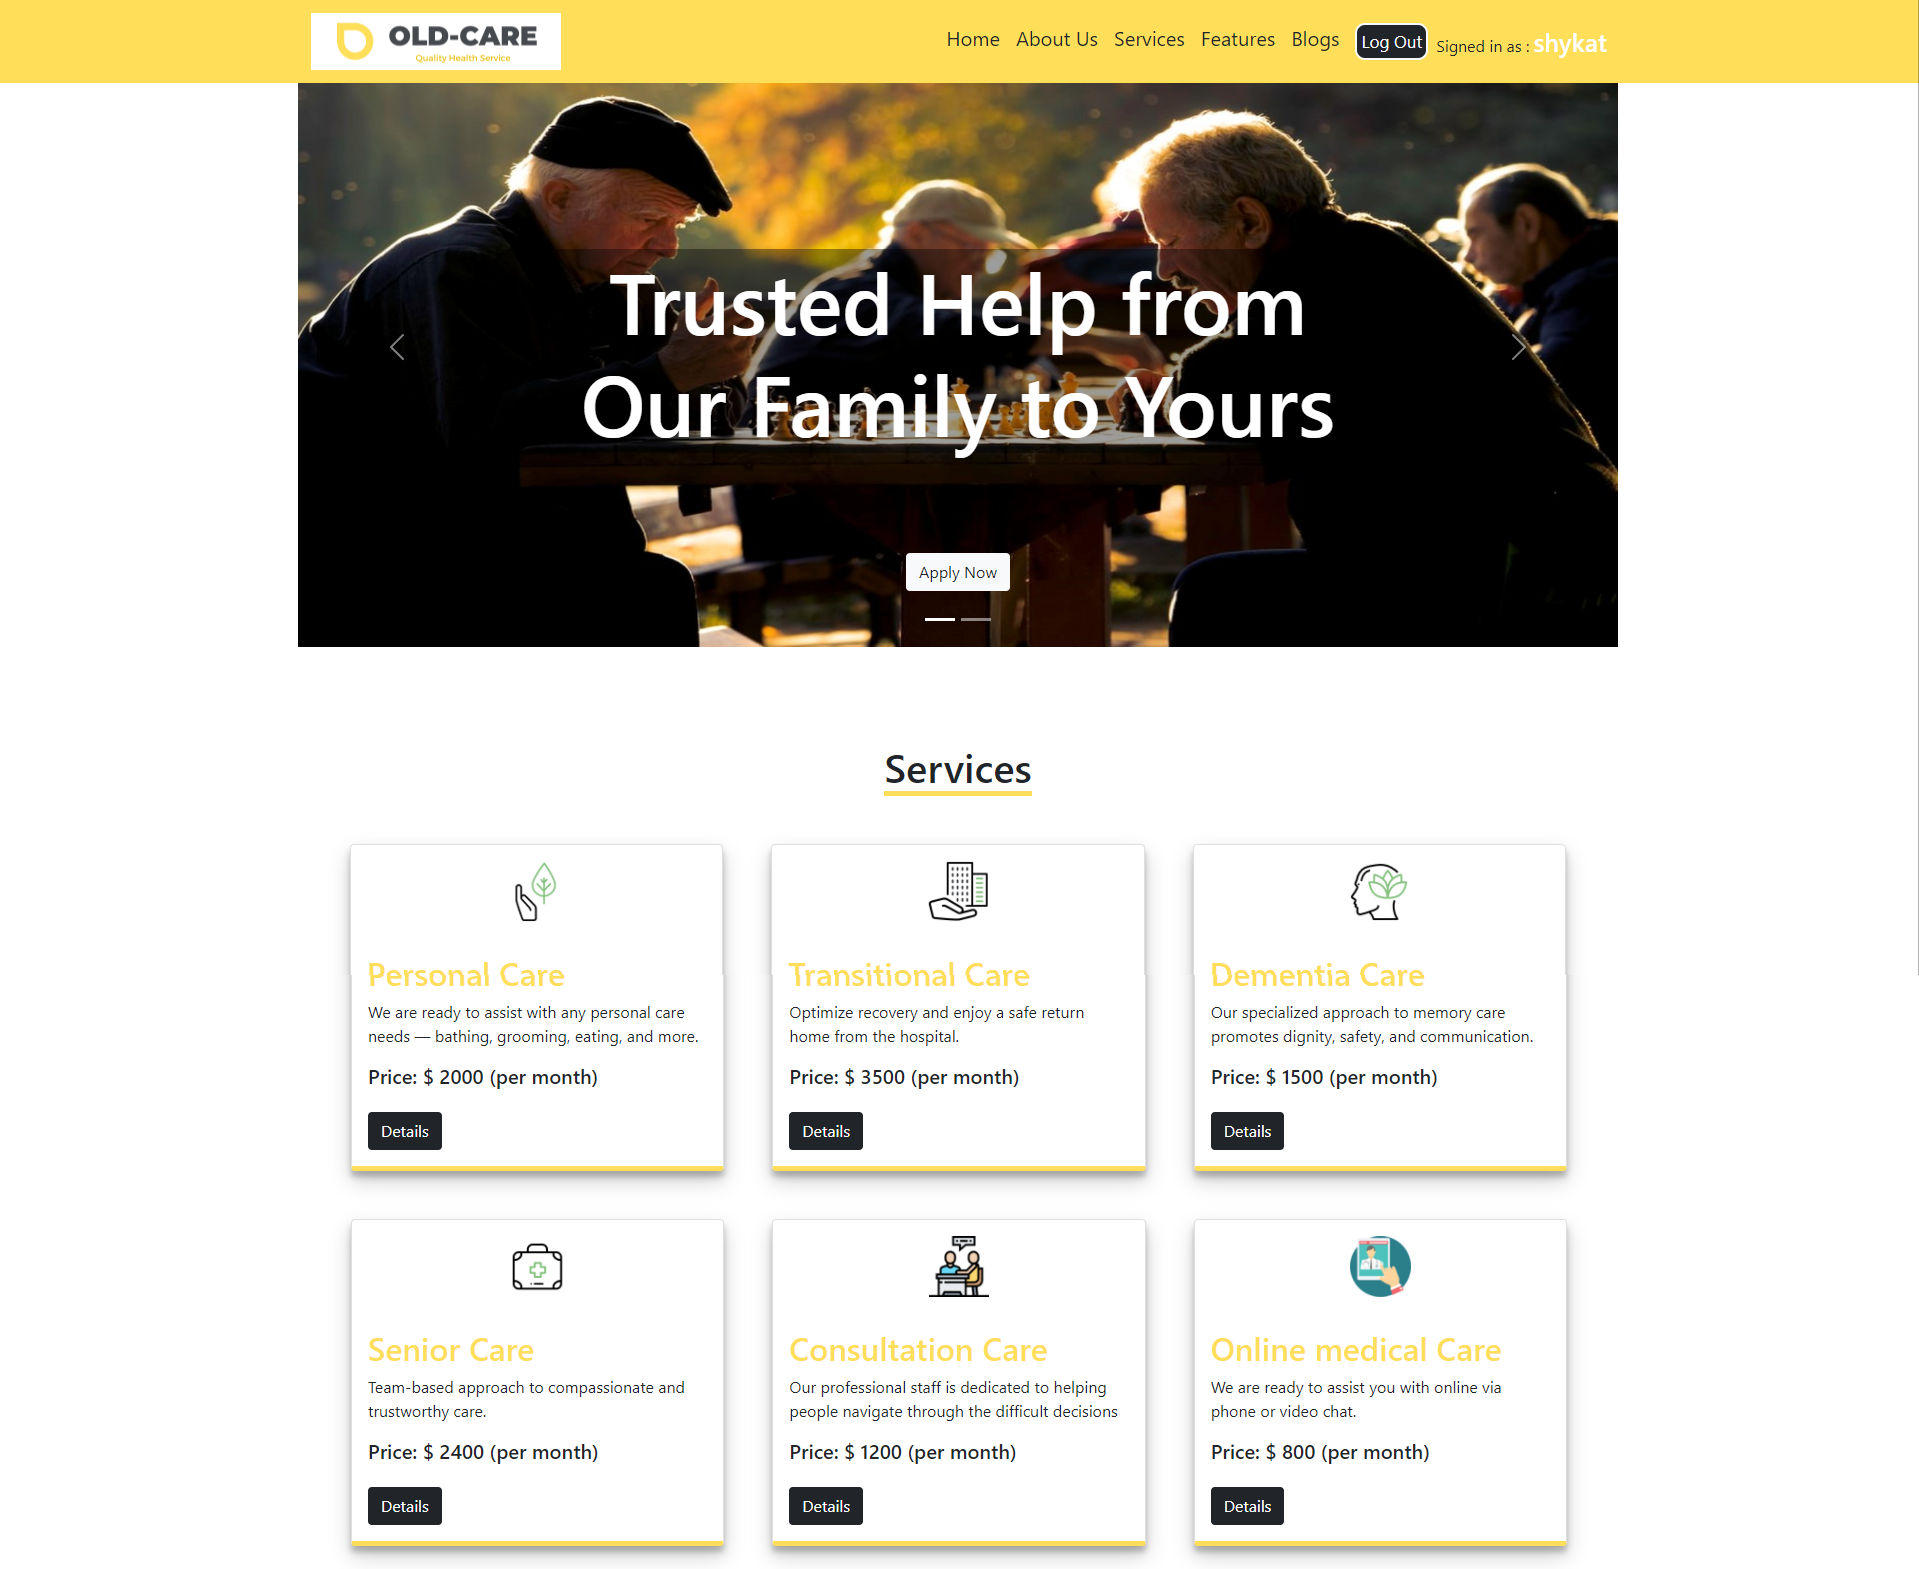 OLD-CARE
Quality Health Service
Home About Us Services Features Blogs Log Out Signed in as : shykat
Trusted Help from
Our Family to Yours
Apply Now
Services
Personal Care
We are ready to assist with any personal care
needs — bathing, grooming, eating, and more.
Price: $ 2000 (per month)
Details
Transitional Care
Optimize recovery and enjoy a safe return
home from the hospital.
Price: $ 3500 (per month)
Details
Dementia Care
Our specialized approach to memory care
promotes dignity, safety, and communication.
Price: $ 1500 (per month)
Details
Senior Care
Team-based approach to compassionate and
trustworthy care.
Price: $ 2400 (per month)
Details
Consultation Care
Our professional staff is dedicated to helping
people navigate through the difficult decisions
Price: $ 1200 (per month)
Details
Online medical Care
We are ready to assist you with online via
phone or video chat.
Price: $ 800 (per month)
Details